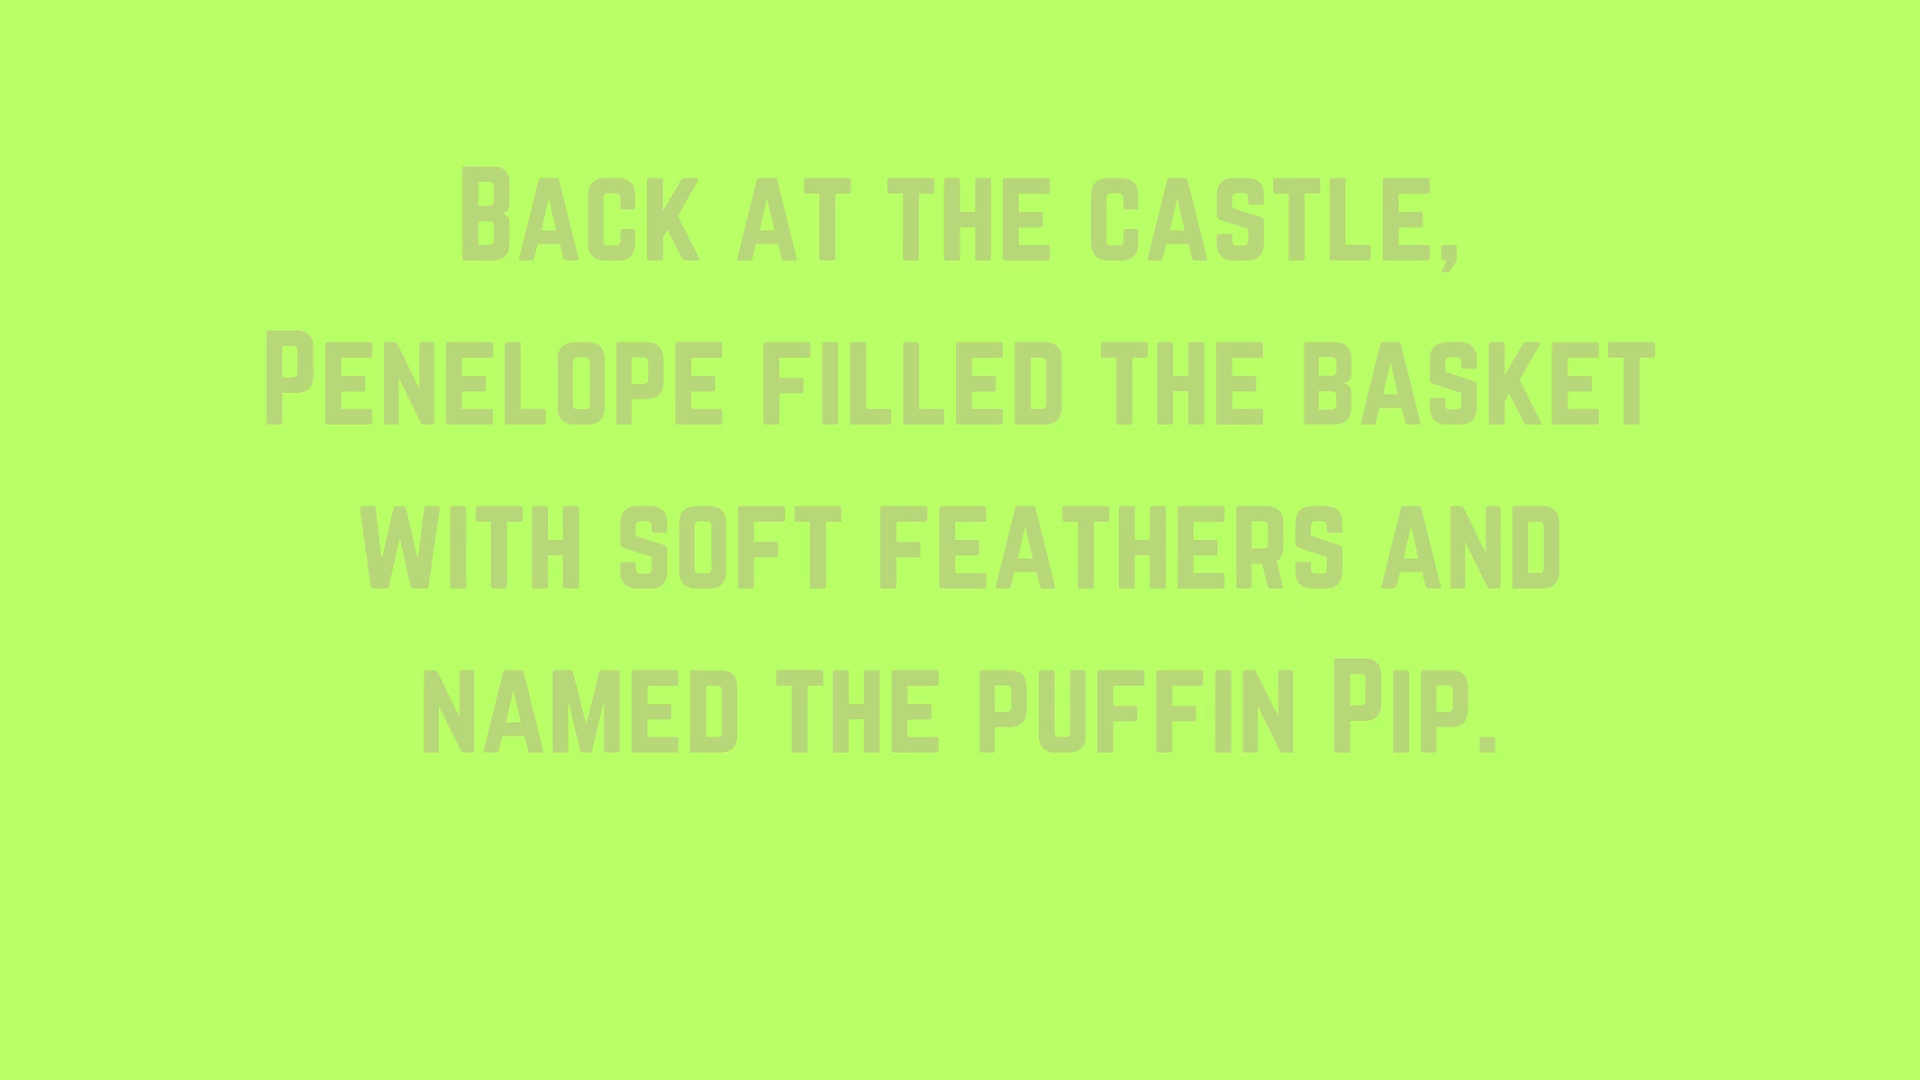 Back at the castle,
Penelope filled the basket
with soft feathers and
named the puffin Pip.